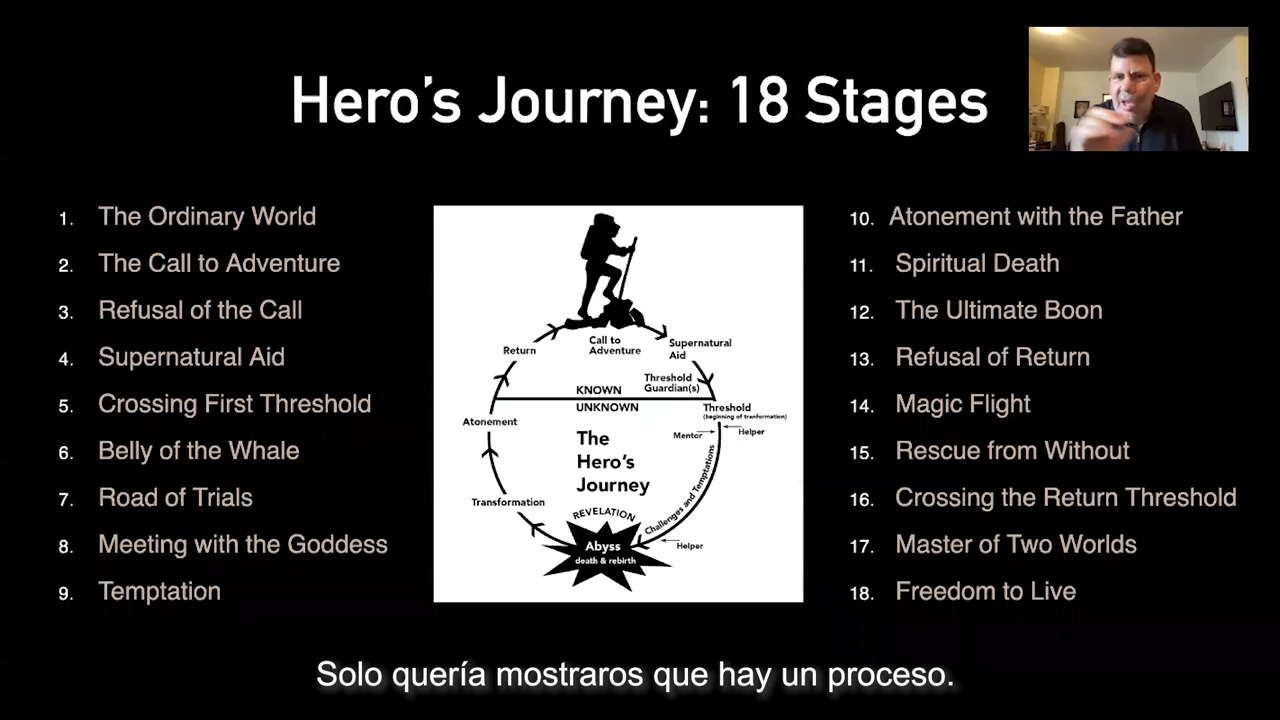 Hero's Journey: 18 Stages
1. The Ordinary World
2. The Call to Adventure
3. Refusal of the Call
4. Supernatural Aid
5. Crossing First Threshold
6. Belly of the Whale
7. Road of Trials
8. Meeting with the Goddess
9. Temptation
Call to
Adventure
Supernatural
Aid
Return
Threshold
Guardian(s)
KNOWN
UNKNOWN
Threshold
(beginning of tranformation)
Helper
Mentor
Atonement
The
Hero's
Journey
Challenges and Temptations
Transformation
REVELATION
Abyss
death & rebirth
Helper
10. Atonement with the Father
11. Spiritual Death
12. The Ultimate Boon
13. Refusal of Return
14. Magic Flight
15. Rescue from Without
16. Crossing the Return Threshold
17. Master of Two Worlds
18. Freedom to Live
Solo quería mostraros que hay un proceso.